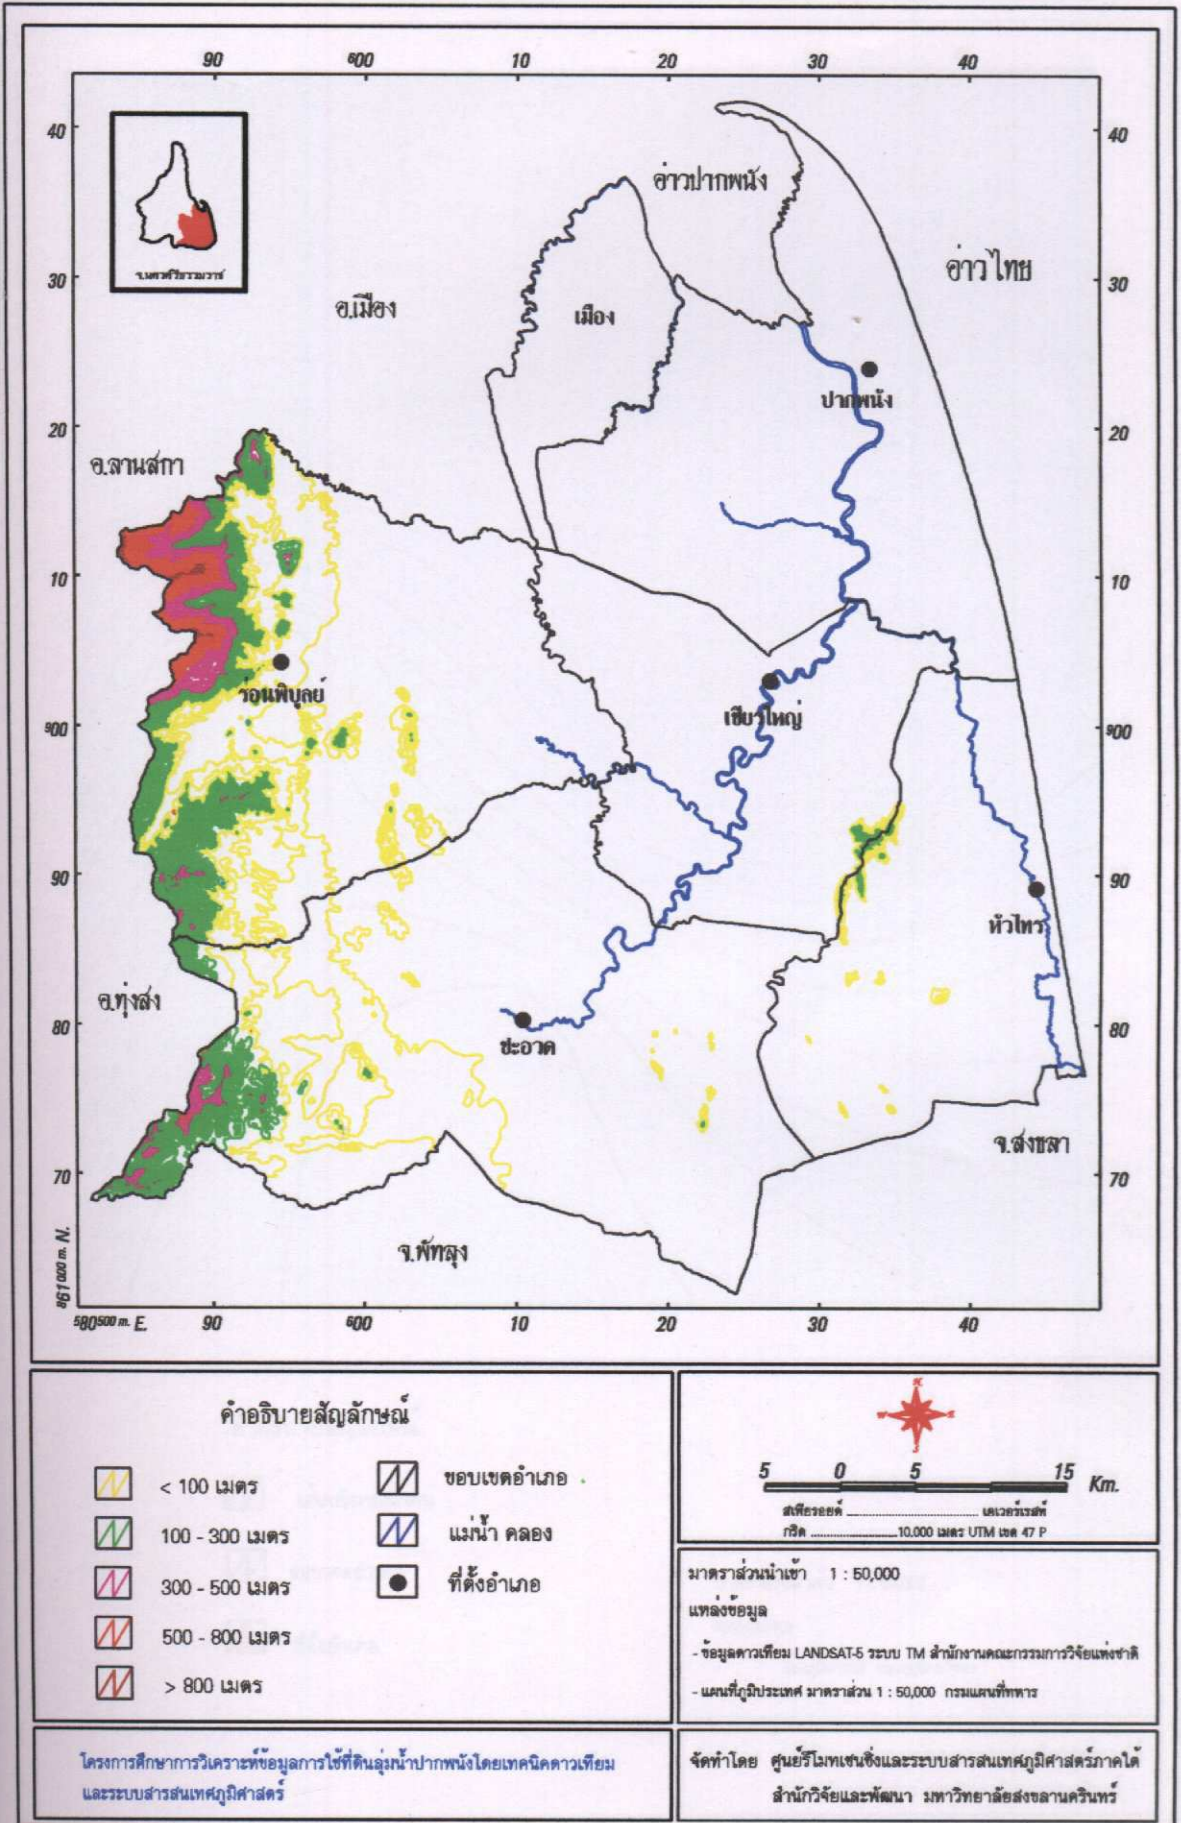 90 600 10 20 30 40
40 40
อ่าวปากพนัง
อ่าวไทย
30 30
จ.นครศรีธรรมราช
อ.เมือง
เมือง
ปากพนัง
20 20
อ.ลานสกา
10 10
ร่อนพิบูลย์
เชียรใหญ่
900 900
90 90
หัวไทร
อ.ทุ่งสง
80 80
ชะอวด
จ.สงขลา
70 70
จ.พัทลุง
861000 m. N.
580500 m. E. 90 600 10 20 30 40
คำอธิบายสัญลักษณ์
< 100 เมตร
100 - 300 เมตร
300 - 500 เมตร
500 - 800 เมตร
> 800 เมตร
ขอบเขตอำเภอ
แม่น้ำ คลอง
ที่ตั้งอำเภอ
5 0 5 15 Km.
สเฟียรอยด์ .................. เอเวอร์เรสท์
กริด .................. 10,000 เมตร UTM เขต 47 P
มาตราส่วนนำเข้า 1 : 50,000
แหล่งข้อมูล
- ข้อมูลดาวเทียม LANDSAT-5 ระบบ TM สำนักงานคณะกรรมการวิจัยแห่งชาติ
- แผนที่ภูมิประเทศ มาตราส่วน 1 : 50,000 กรมแผนที่ทหาร
โครงการศึกษาการวิเคราะห์ข้อมูลการใช้ที่ดินลุ่มน้ำปากพนังโดยเทคนิคดาวเทียม
และระบบสารสนเทศภูมิศาสตร์
จัดทำโดย ศูนย์รีโมทเซนซิ่งและระบบสารสนเทศภูมิศาสตร์ภาคใต้
สำนักวิจัยและพัฒนา มหาวิทยาลัยสงขลานครินทร์